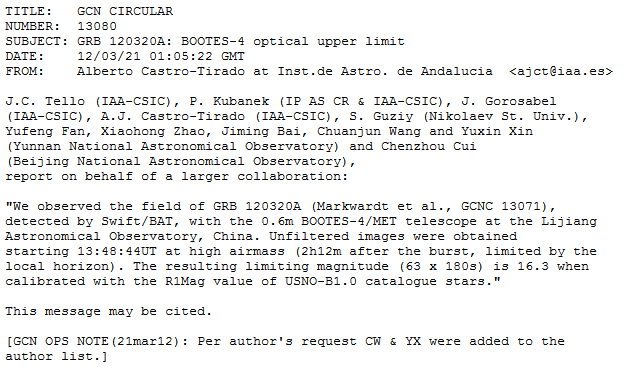 TITLE:   GCN CIRCULAR
NUMBER:  13080
SUBJECT: GRB 120320A: BOOTES-4 optical upper limit
DATE:    12/03/21 01:05:22 GMT
FROM:    Alberto Castro-Tirado at Inst.de Astro. de Andalucia  <ajct@iaa.es>

J.C. Tello (IAA-CSIC), P. Kubanek (IP AS CR & IAA-CSIC), J. Gorosabel
(IAA-CSIC), A.J. Castro-Tirado (IAA-CSIC), S. Guziy (Nikolaev St. Univ.),
Yufeng Fan, Xiaohong Zhao, Jiming Bai, Chuanjun Wang and Yuxin Xin
(Yunnan National Astronomical Observatory) and Chenzhou Cui
(Beijing National Astronomical Observatory),
report on behalf of a larger collaboration:

"We observed the field of GRB 120320A (Markwardt et al., GCNC 13071),
detected by Swift/BAT, with the 0.6m BOOTES-4/MET telescope at the Lijiang
Astronomical Observatory, China. Unfiltered images were obtained
starting 13:48:44UT at high airmass (2h12m after the burst, limited by the
local horizon). The resulting limiting magnitude (63 x 180s) is 16.3 when
calibrated with the R1Mag value of USNO-B1.0 catalogue stars."

This message may be cited.

[GCN OPS NOTE(21mar12): Per author's request CW & YX were added to the
author list.]